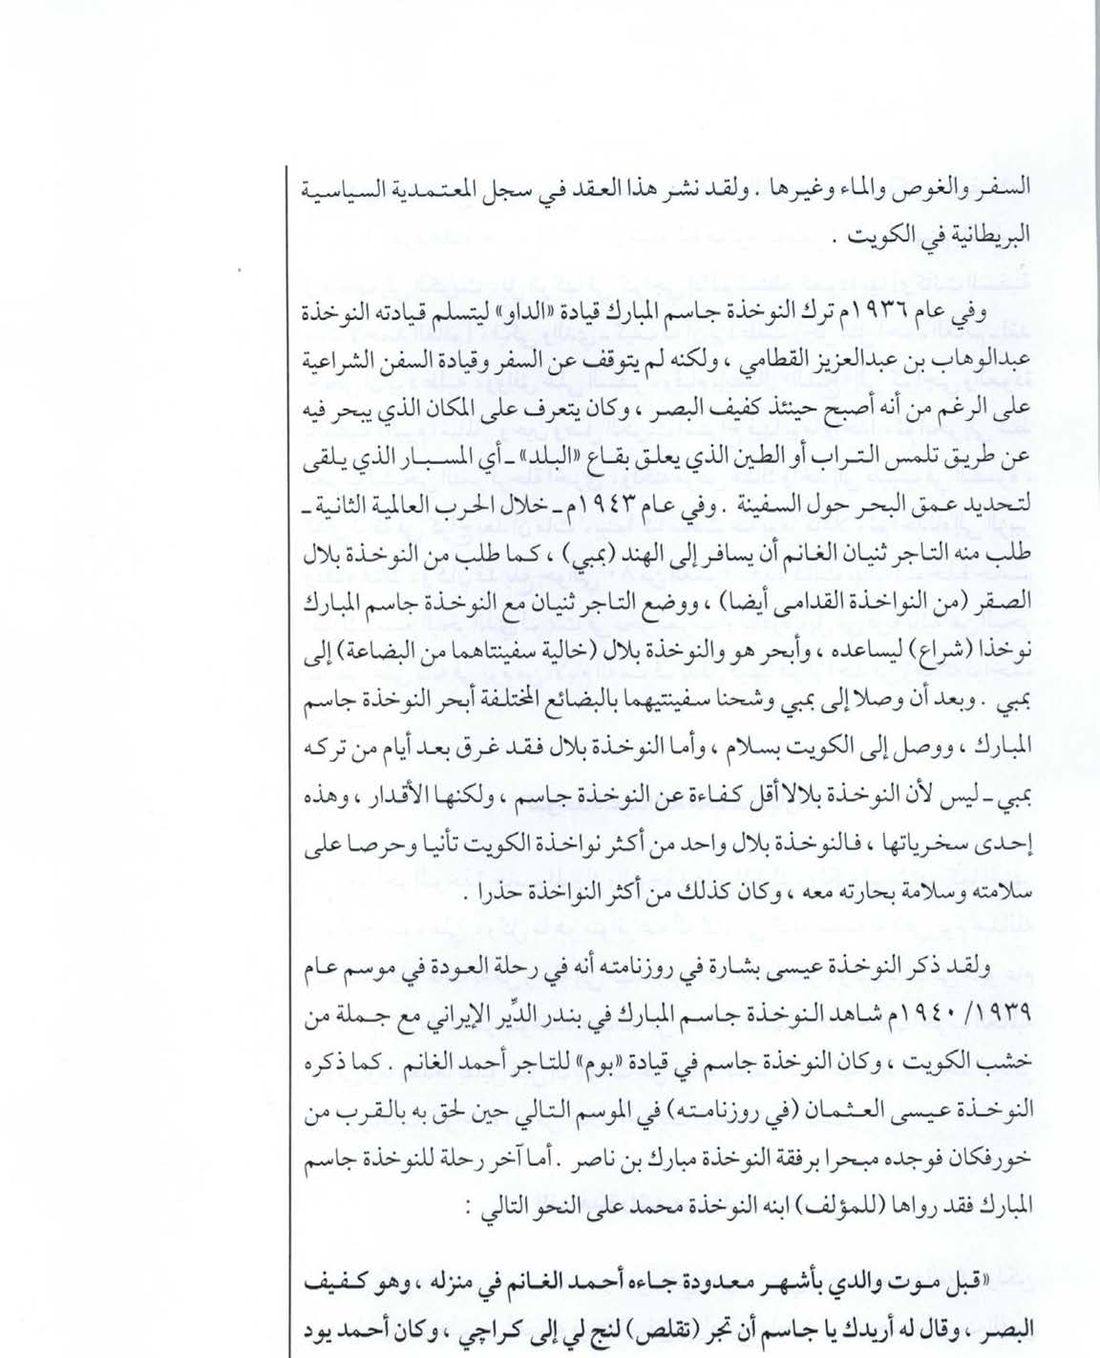 السفر والغوص والماء وغيرها . ولقد نشر هذا العقد في سجل المعتمدية السياسية
البريطانية في الكويت .
وفي عام ١٩٣٦م ترك النوخذة جاسم المبارك قيادة «الداو» ليتسلم قيادته النوخذة
عبدالوهاب بن عبدالعزيز القطامي ، ولكنه لم يتوقف عن السفر وقيادة السفن الشراعية
على الرغم من أنه أصبح حينئذ كفيف البصر ، وكان يتعرف على المكان الذي يبحر فيه
عن طريق تلمس التراب أو الطين الذي يعلق بقاع «البلد» ـ أي المسبار الذي يلقى
لتحديد عمق البحر حول السفينة . وفي عام ١٩٤٣م ـ خلال الحرب العالمية الثانية ـ
طلب منه التاجر ثنيان الغانم أن يسافر إلى الهند (بمبي) ، كما طلب من النوخذة بلال
الصقر (من النواخذة القدامى أيضا) ، ووضع التاجر ثنيان مع النوخذة جاسم المبارك
نوخذا (شراع) ليساعده ، وأبحر هو والنوخذة بلال (خالية سفينتاهما من البضاعة) إلى
بمبي . وبعد أن وصلا إلى بمبي وشحنا سفينتيهما بالبضائع المختلفة أبحر النوخذة جاسم
المبارك ، ووصل إلى الكويت بسلام ، وأما النوخذة بلال فقد غرق بعد أيام من تركه
بمبي ـ ليس لأن النوخذة بلالا أقل كفاءة عن النوخذة جاسم ، ولكنها الأقدار ، وهذه
إحدى سخرياتها ، فالنوخذة بلال واحد من أكثر نواخذة الكويت تأنيا وحرصا على
سلامته وسلامة بحارته معه ، وكان كذلك من أكثر النواخذة حذرا .
ولقد ذكر النوخذة عيسى بشارة في روزنامته أنه في رحلة العودة في موسم عام
١٩٣٩/ ١٩٤٠م شاهد النوخذة جاسم المبارك في بندر الدِّير الإيراني مع جملة من
خشب الكويت ، وكان النوخذة جاسم في قيادة «بوم» للتاجر أحمد الغانم . كما ذكره
النوخذة عيسى العثمان (في روزنامته) في الموسم التالي حين لحق به بالقرب من
خورفكان فوجده مبحرا برفقة النوخذة مبارك بن ناصر . أما آخر رحلة للنوخذة جاسم
المبارك فقد رواها (للمؤلف) ابنه النوخذة محمد على النحو التالي :
«قبل موت والدي بأشهر معدودة جاءه أحمد الغانم في منزله ، وهو كفيف
البصر ، وقال له أريدك يا جاسم أن تجر (تقلص) لنج لي إلى كراچي ، وكان أحمد يود